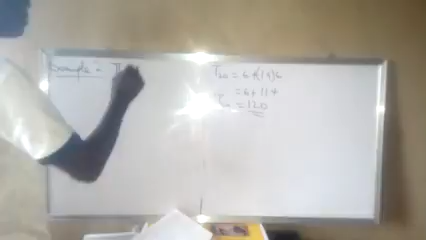 Example :- T
T₂₀ = 6 + (19)6
= 6 + 114
T₂₀ = 120